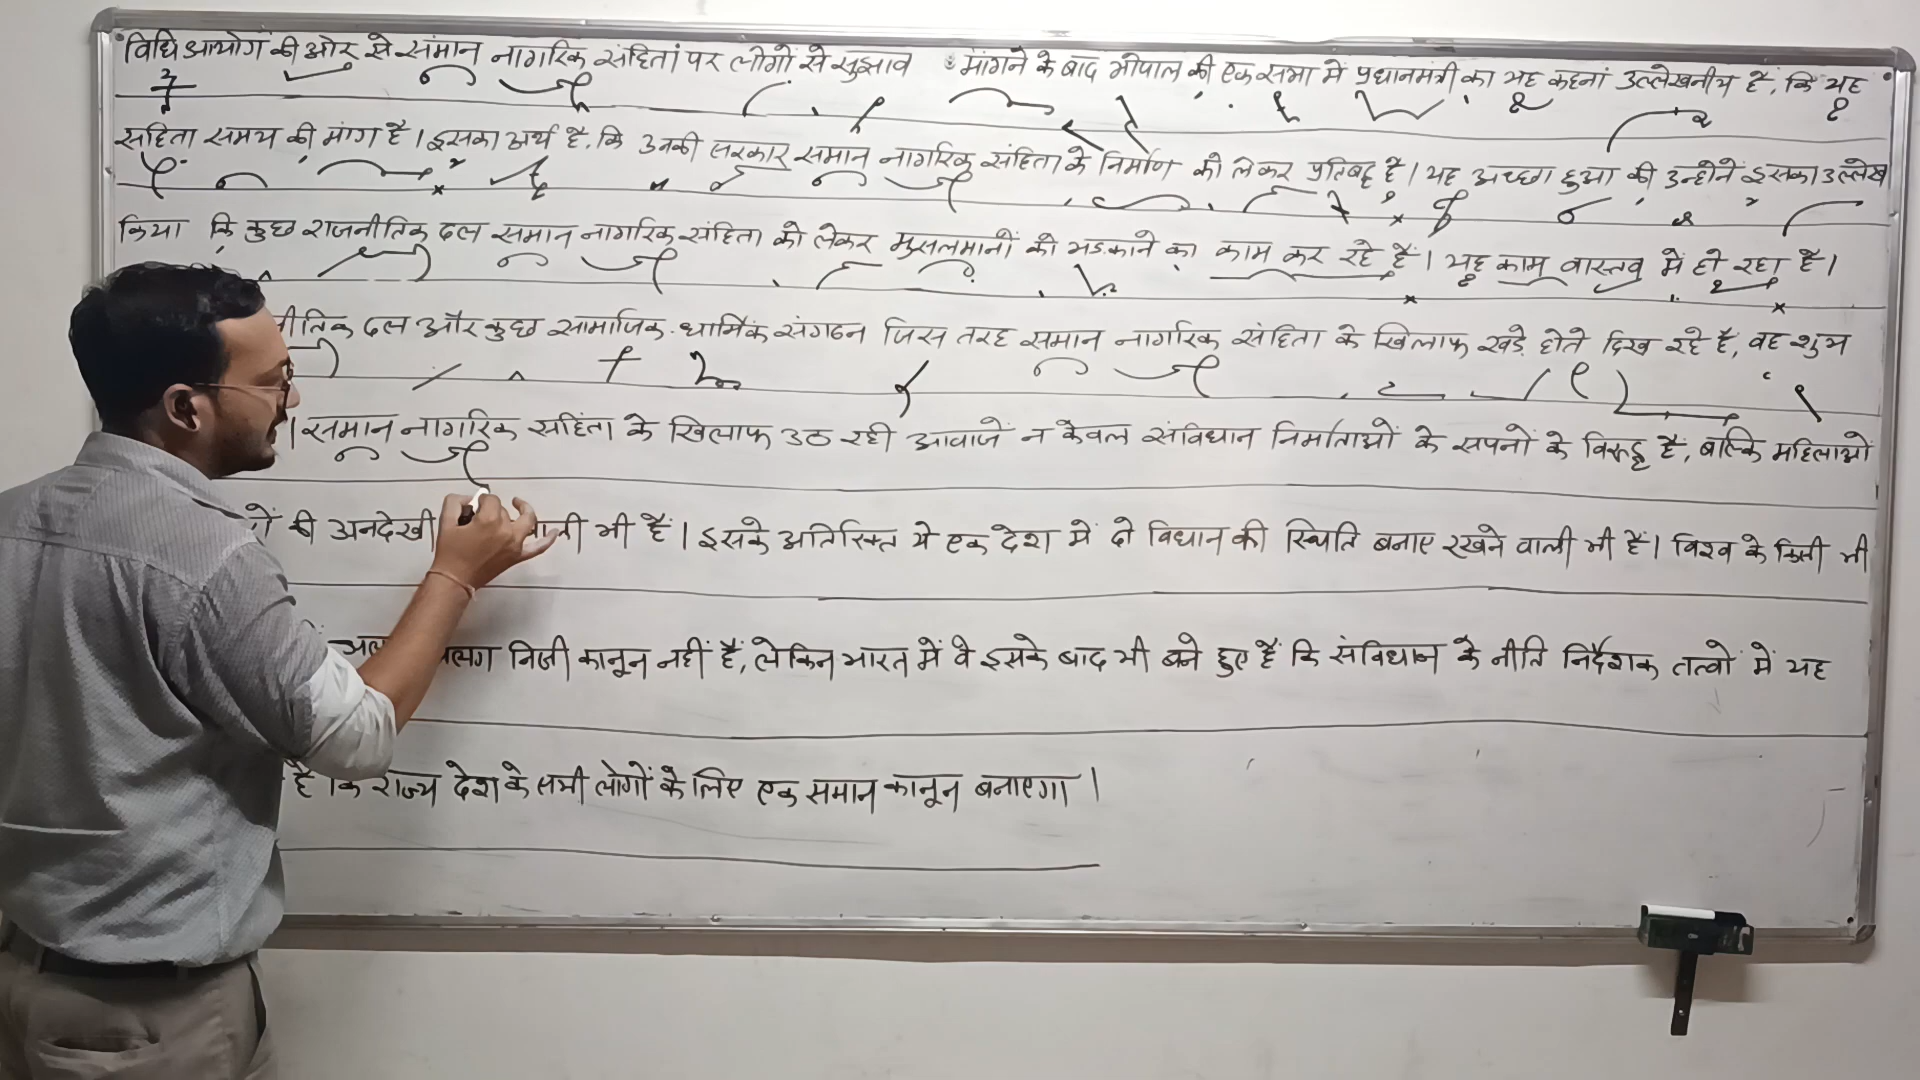 विधि आयोग की ओर से समान नागरिक संहिता पर लोगों से सुझाव मांगने के बाद भोपाल की एक सभा में प्रधानमंत्री का यह कहना उल्लेखनीय है, कि यह
संहिता समय की मांग है। इसका अर्थ है, कि उनकी सरकार समान नागरिक संहिता के निर्माण को लेकर प्रतिबद्ध है। यह अच्छा हुआ की उन्होनें इसका उल्लेख
किया कि कुछ राजनीतिक दल समान नागरिक संहिता को लेकर मुसलमानों को भड़काने का काम कर रहे हैं। यह काम वास्तव में हो रहा है।
दल और कुछ सामाजिक धार्मिक संगठन जिस तरह समान नागरिक संहिता के खिलाफ खड़े होते दिख रहे है, वह शुभ
। समान नागरिक संहिता के खिलाफ उठ रही आवाजें न केवल संविधान निर्माताओं के सपनों के विरूद्ध है, बल्कि महिलाओं
की अनदेखी भी है। इसके अतिरिक्त ये एक देश में दो विधान की स्थिति बनाए रखने वाली भी है। विश्व के किसी भी
निजी कानून नहीं हैं, लेकिन भारत में वे इसके बाद भी बने हुए हैं कि संविधान के नीति निर्देशक तत्वों में यह
है कि राज्य देश के सभी लोगों के लिए एक समान कानून बनाएगा।